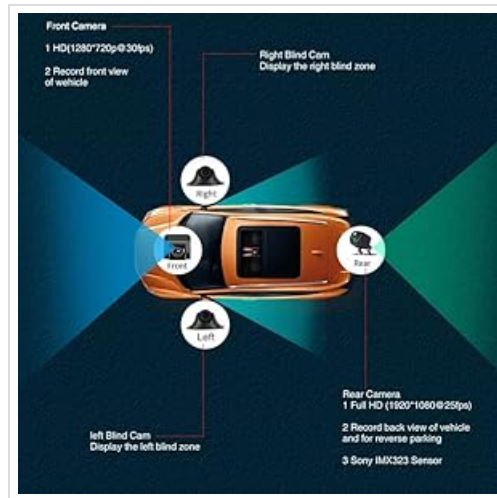 Front Camera
1 HD(1280*720p@30fps)
2 Record front view
of vehicle
Right Blind Cam
Display the right blind zone
Right
Front
Rear
Left
left Blind Cam
Display the left blind zone
Rear Camera
1 Full HD (1920*1080@25fps)
2 Record back view of vehicle
and for reverse parking
3 Sony IMX323 Sensor